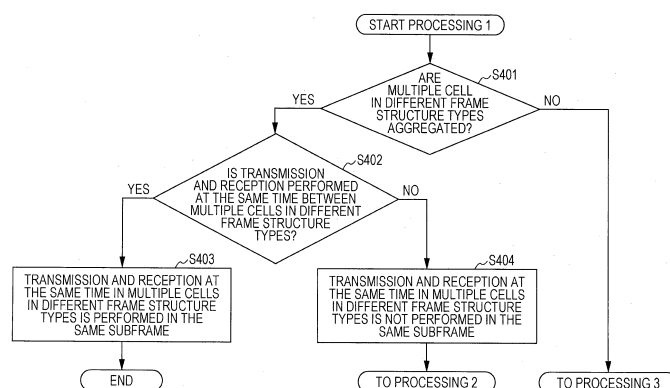 START PROCESSING 1
S401
ARE
MULTIPLE CELL
IN DIFFERENT FRAME
STRUCTURE TYPES
AGGREGATED?
YES
NO
S402
IS TRANSMISSION
AND RECEPTION PERFORMED
AT THE SAME TIME BETWEEN
MULTIPLE CELLS IN DIFFERENT
FRAME STRUCTURE
TYPES?
YES
NO
S403
TRANSMISSION AND RECEPTION AT
THE SAME TIME IN MULTIPLE CELLS
IN DIFFERENT FRAME STRUCTURE
TYPES IS PERFORMED IN THE
SAME SUBFRAME
S404
TRANSMISSION AND RECEPTION AT
THE SAME TIME IN MULTIPLE CELLS
IN DIFFERENT FRAME STRUCTURE
TYPES IS NOT PERFORMED IN THE
SAME SUBFRAME
END
TO PROCESSING 2
TO PROCESSING 3